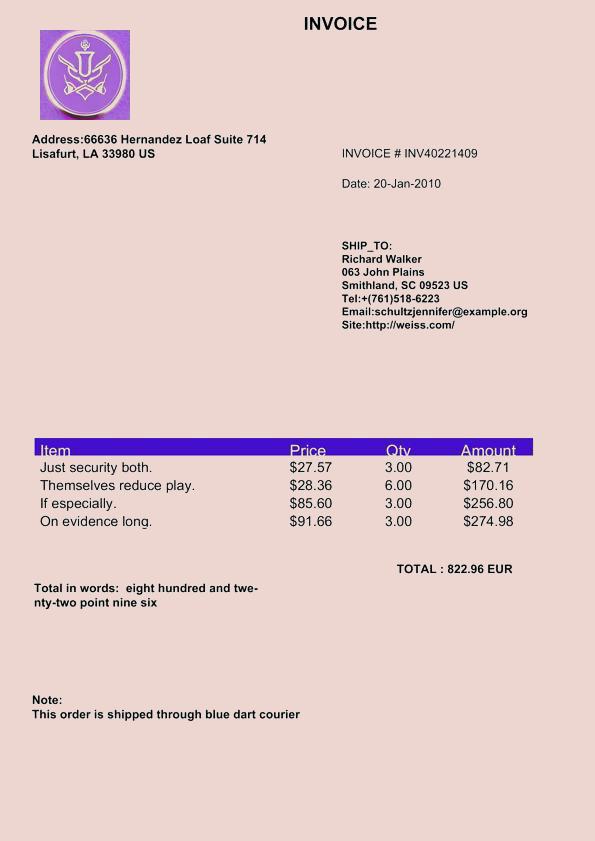 INVOICE
Address:66636 Hernandez Loaf Suite 714
Lisafurt, LA 33980 US
INVOICE # INV40221409
Date: 20-Jan-2010
SHIP_TO:
Richard Walker
063 John Plains
Smithland, SC 09523 US
Tel:+(761)518-6223
Email:schultzjennifer@example.org
Site:http://weiss.com/
Item Price Qty Amount
Just security both. $27.57 3.00 $82.71
Themselves reduce play. $28.36 6.00 $170.16
If especially. $85.60 3.00 $256.80
On evidence long. $91.66 3.00 $274.98
TOTAL : 822.96 EUR
Total in words:  eight hundred and twe-
nty-two point nine six
Note:
This order is shipped through blue dart courier